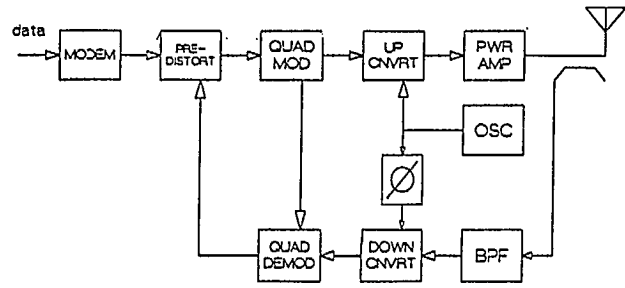 data
MODEM
PRE-
DISTORT
QUAD
MOD
UP
CNVRT
PWR
AMP
OSC
Ø
QUAD
DEMOD
DOWN
CNVRT
BPF